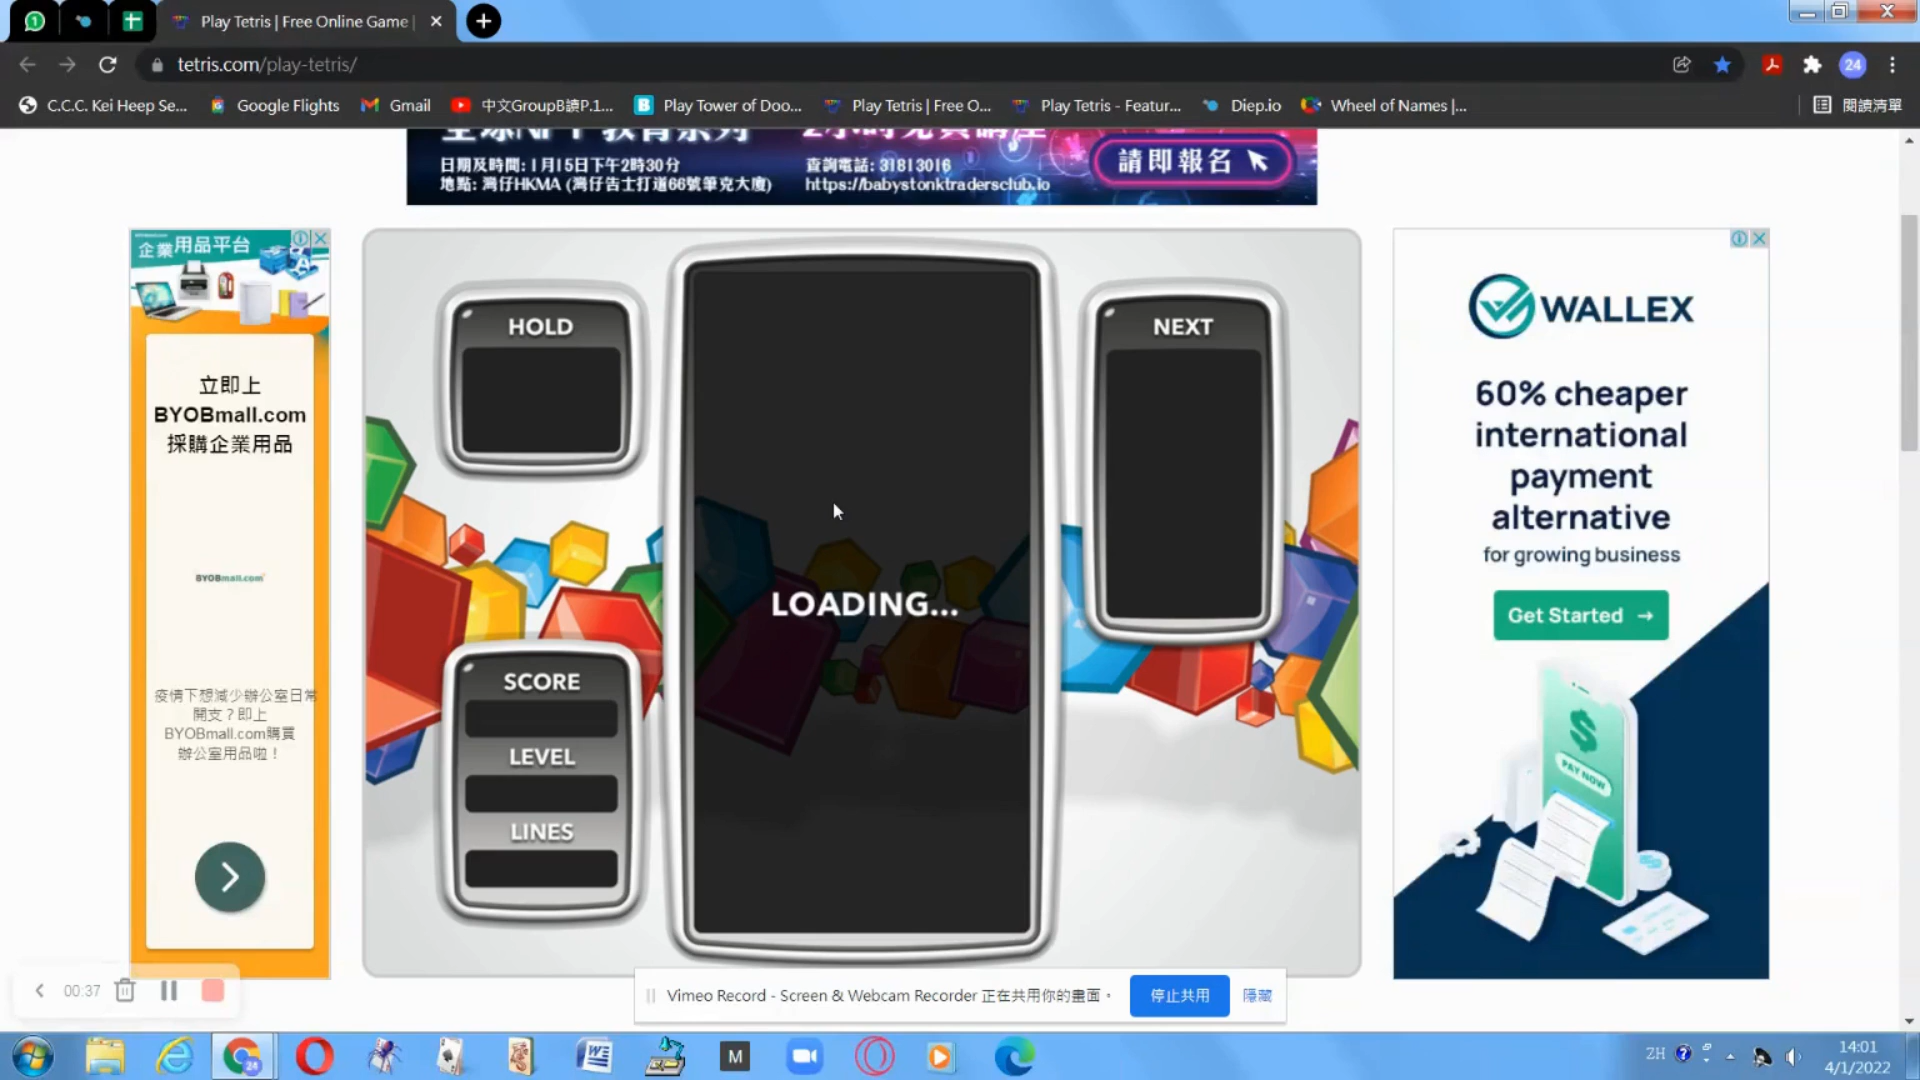 Play Tetris | Free Online Game |
tetris.com/play-tetris/
24
C.C.C. Kei Heep Se...
Google Flights
Gmail
中文GroupB讀P.1...
Play Tower of Doo...
Play Tetris | Free O...
Play Tetris - Featur...
Diep.io
Wheel of Names |...
閱讀清單
日期及時間: 1月15日下午2時30分
地點: 灣仔HKMA (灣仔告士打道66號筆克大廈)
查詢電話: 31813016
https://babystonktradersclub.io
請即報名
企業用品平台
立即上
BYOBmall.com
採購企業用品
BYOBmall.com
疫情下想減少辦公室日常
開支？即上
BYOBmall.com購買
辦公室用品啦！
HOLD
NEXT
LOADING...
SCORE
LEVEL
LINES
WALLEX
60% cheaper
international
payment
alternative
for growing business
Get Started →
$
PAY NOW
00:37
Vimeo Record - Screen & Webcam Recorder 正在共用你的畫面。
停止共用
隱藏
24
M
ZH
14:01
4/1/2022